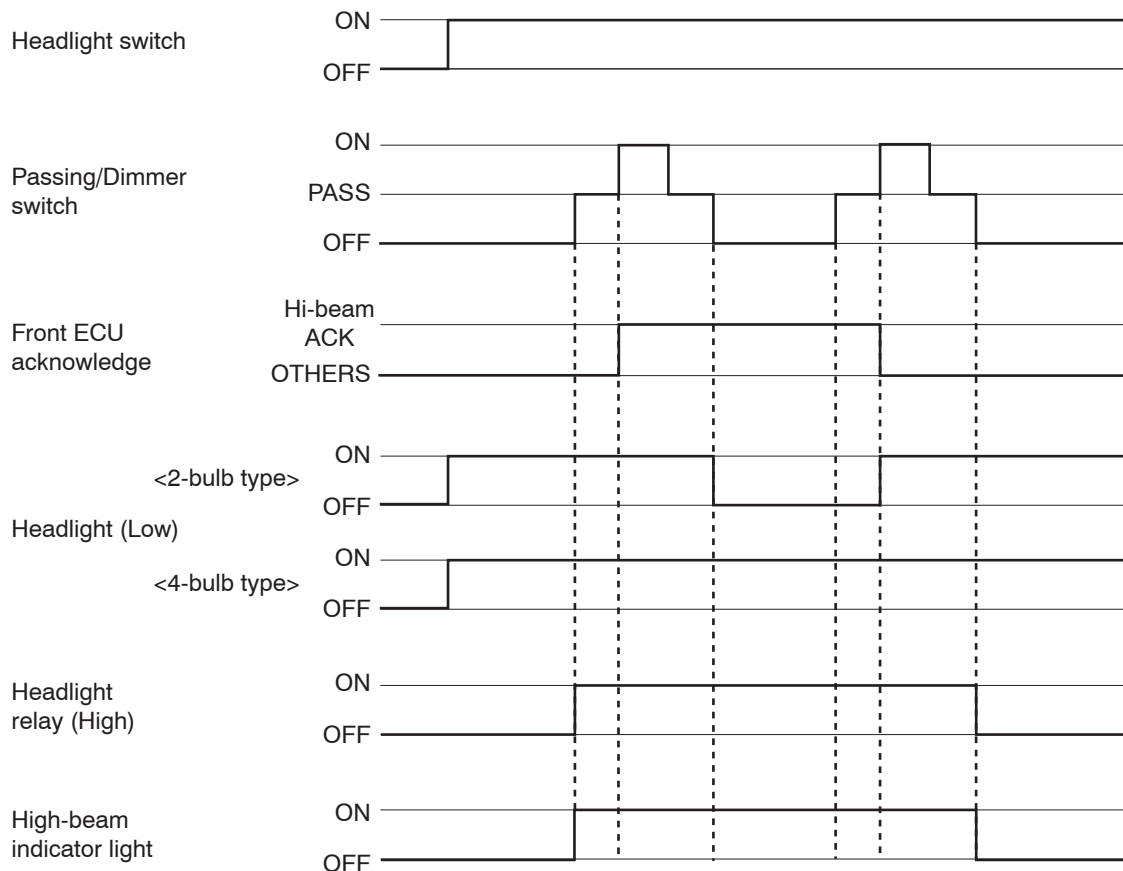 Headlight switch
ON
OFF
Passing/Dimmer
switch
ON
PASS
OFF
Front ECU
acknowledge
Hi-beam
ACK
OTHERS
Headlight (Low)
<2-bulb type>
ON
OFF
<4-bulb type>
ON
OFF
Headlight
relay (High)
ON
OFF
High-beam
indicator light
ON
OFF